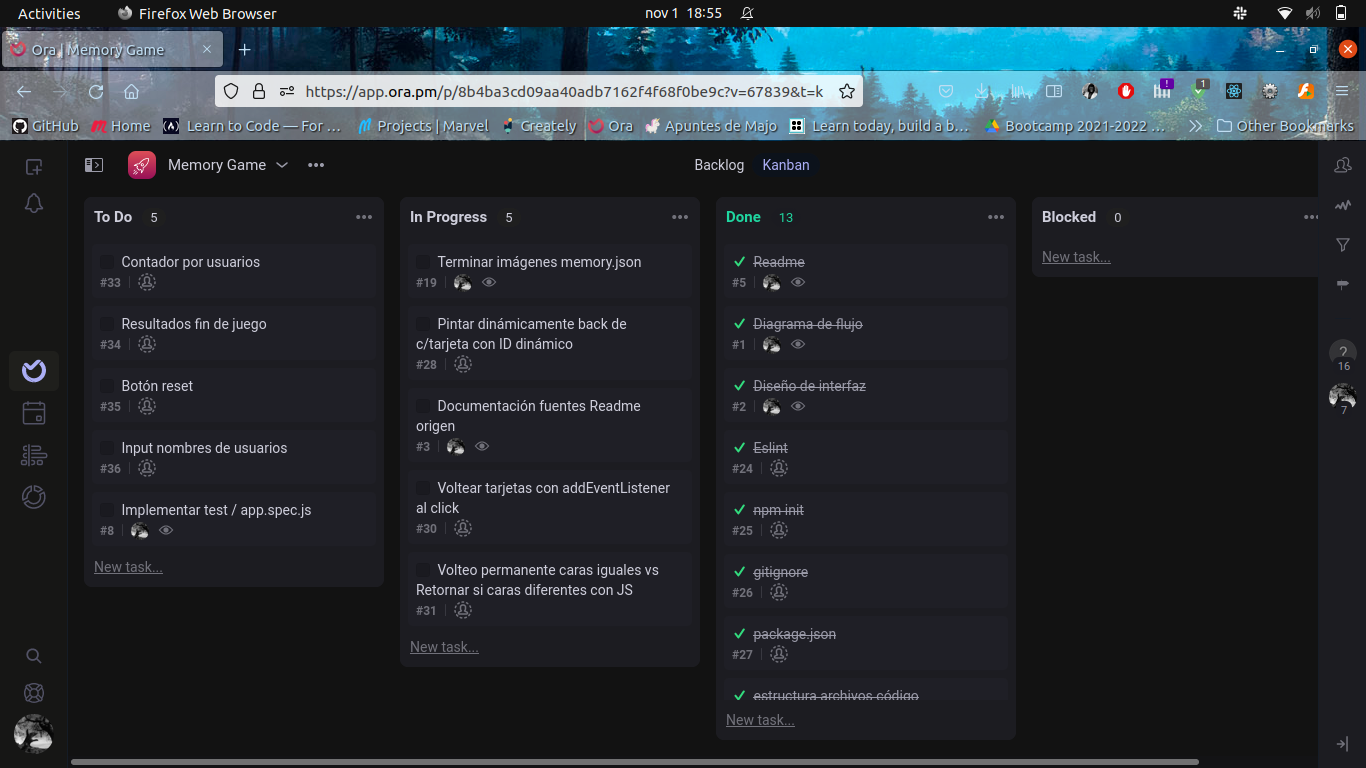 Activities
Firefox Web Browser
nov 1 18:55
Ora | Memory Game
https://app.ora.pm/p/8b4ba3cd09aa40adb7162f4f68f0be9c?v=67839&t=k
!
1
GitHub
Home
Learn to Code — For ...
Projects | Marvel
Creately
Ora
Apuntes de Majo
Learn today, build a b...
Bootcamp 2021-2022 ...
Other Bookmarks
Memory Game
Backlog
Kanban
To Do 5
Contador por usuarios
#33
Resultados fin de juego
#34
Botón reset
#35
Input nombres de usuarios
#36
Implementar test / app.spec.js
#8
New task...
In Progress 5
Terminar imágenes memory.json
#19
Pintar dinámicamente back de
c/tarjeta con ID dinámico
#28
Documentación fuentes Readme
origen
#3
Voltear tarjetas con addEventListener
al click
#30
Volteo permanente caras iguales vs
Retornar si caras diferentes con JS
#31
New task...
Done 13
Readme
#5
Diagrama de flujo
#1
Diseño de interfaz
#2
Eslint
#24
npm init
#25
gitignore
#26
package.json
#27
estructura archivos código
New task...
Blocked 0
New task...
?
16
7